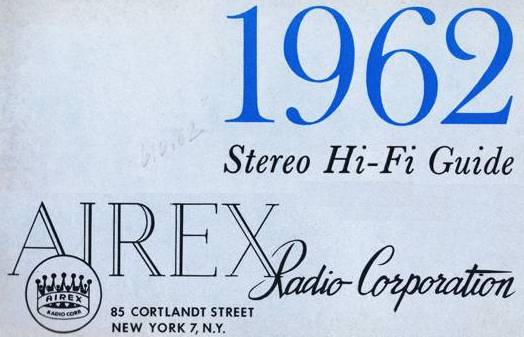 1962
Stereo Hi-Fi Guide
AIREX
Radio Corporation
AIREX
RADIO CORP.
85 CORTLANDT STREET
NEW YORK 7, N.Y.